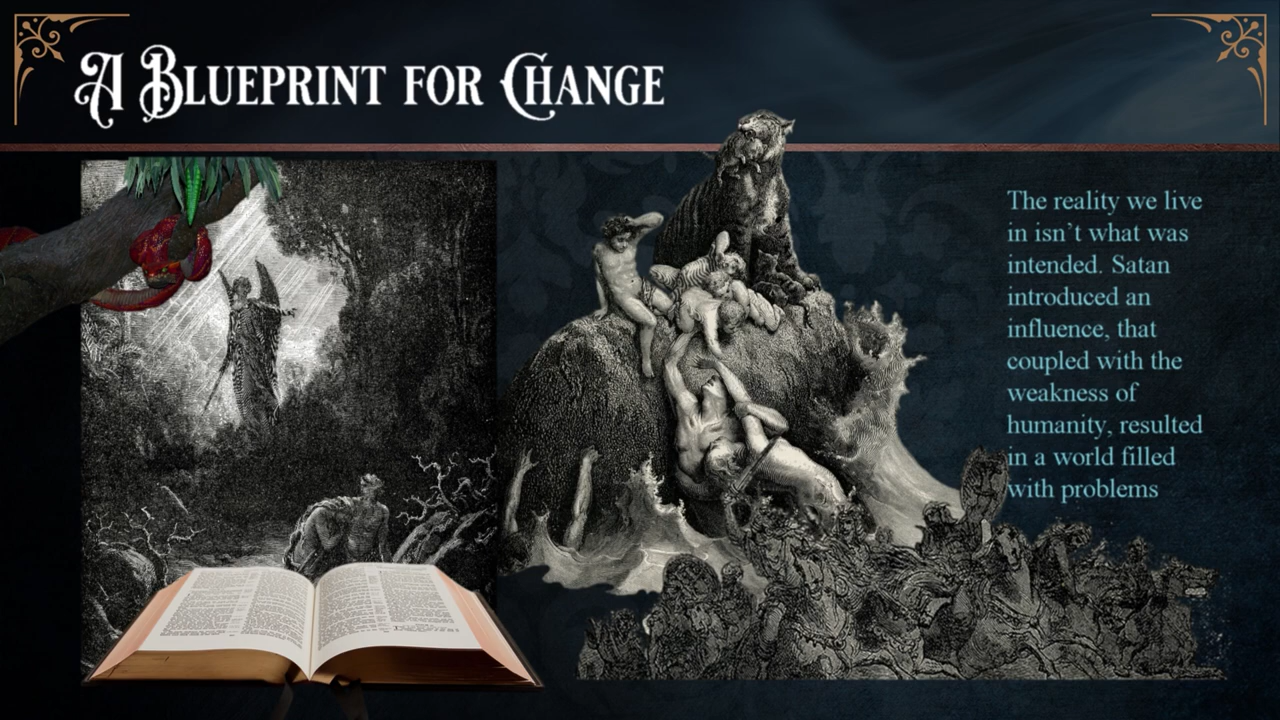 A Blueprint for Change
The reality we live
in isn't what was
intended. Satan
introduced an
influence, that
coupled with the
weakness of
humanity, resulted
in a world filled
with problems